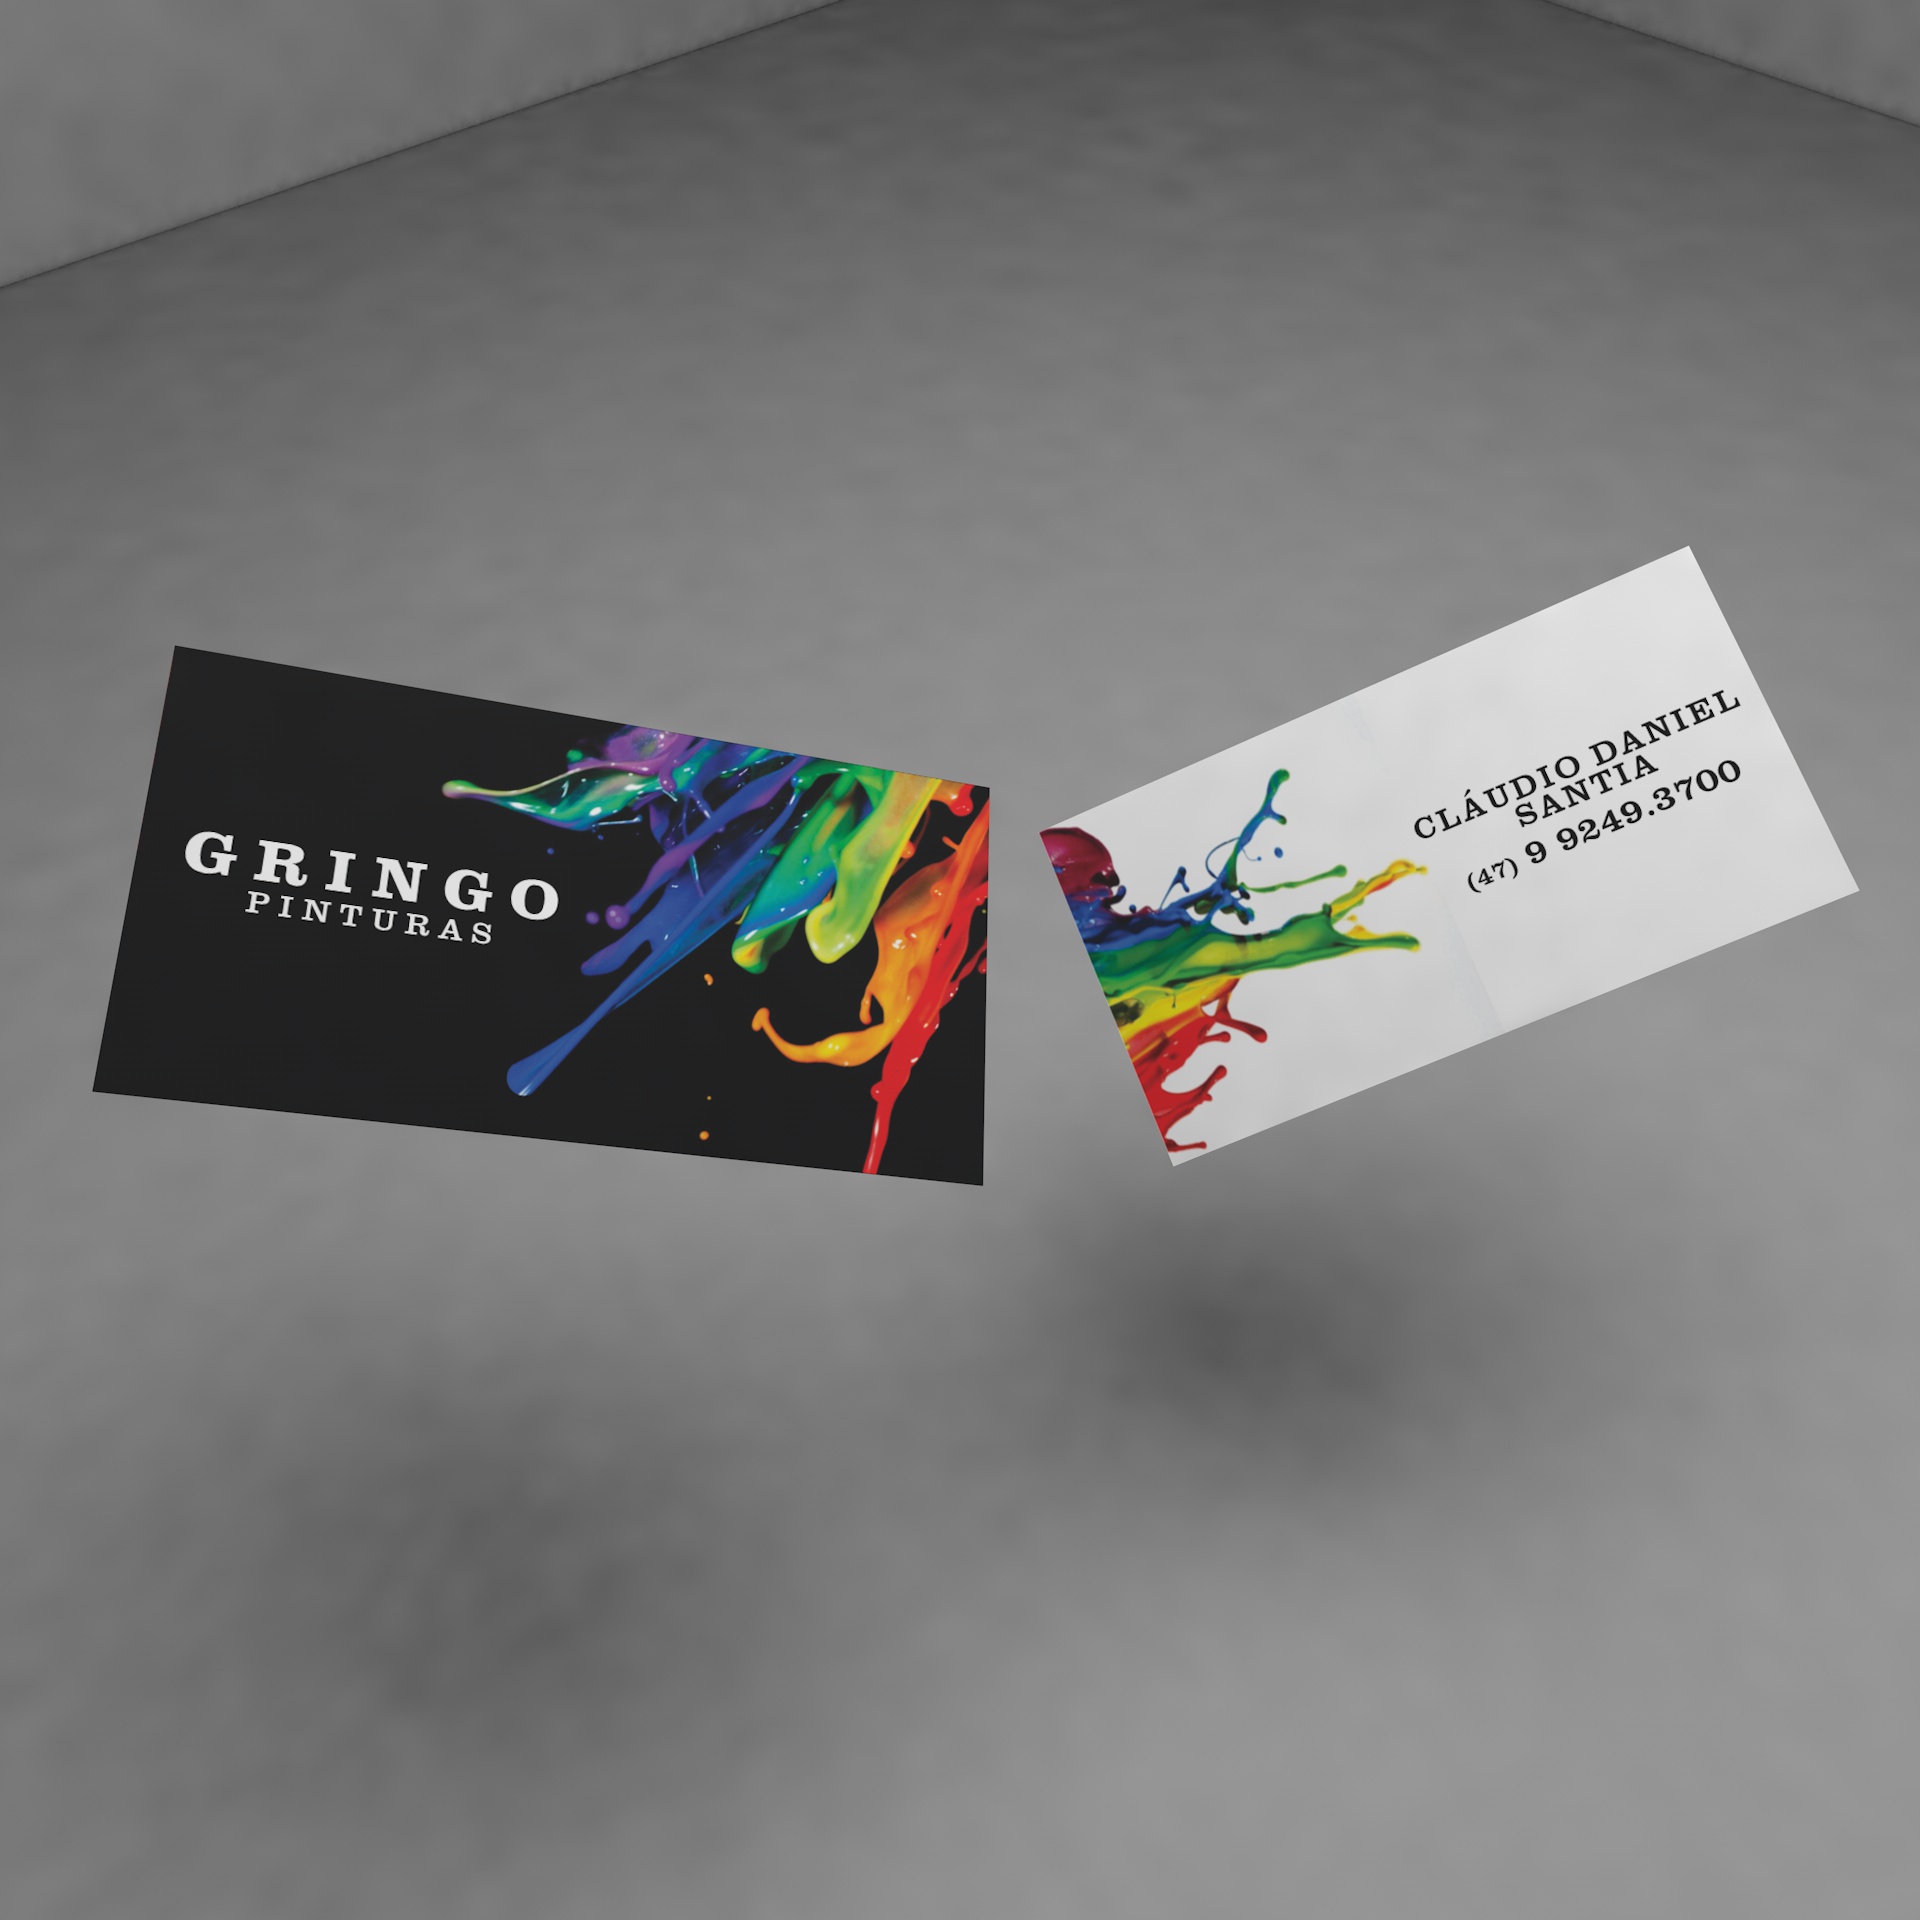 GRINGO
PINTURAS
CLÁUDIO DANIEL
SANTIA
(47) 9 9249.3700